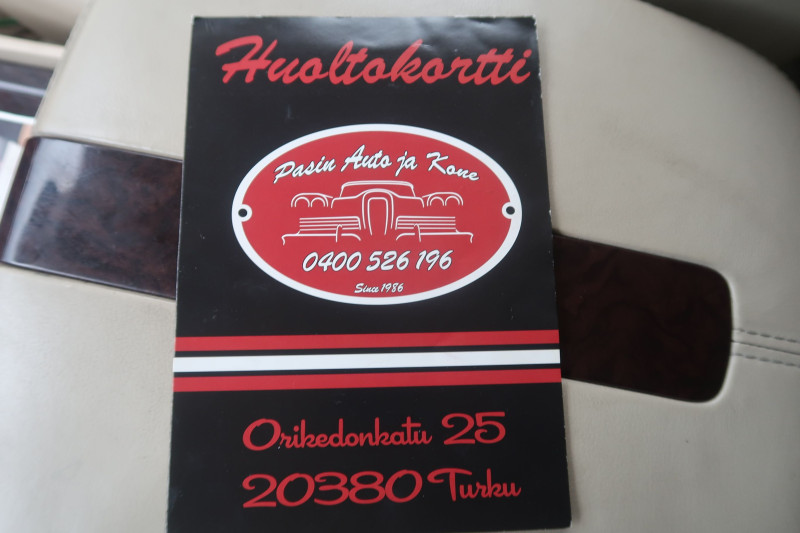 Huoltokortti
Pasin Auto ja Kone
0400 526 196
Since 1986
Orikedonkatu 25
20380 Turku